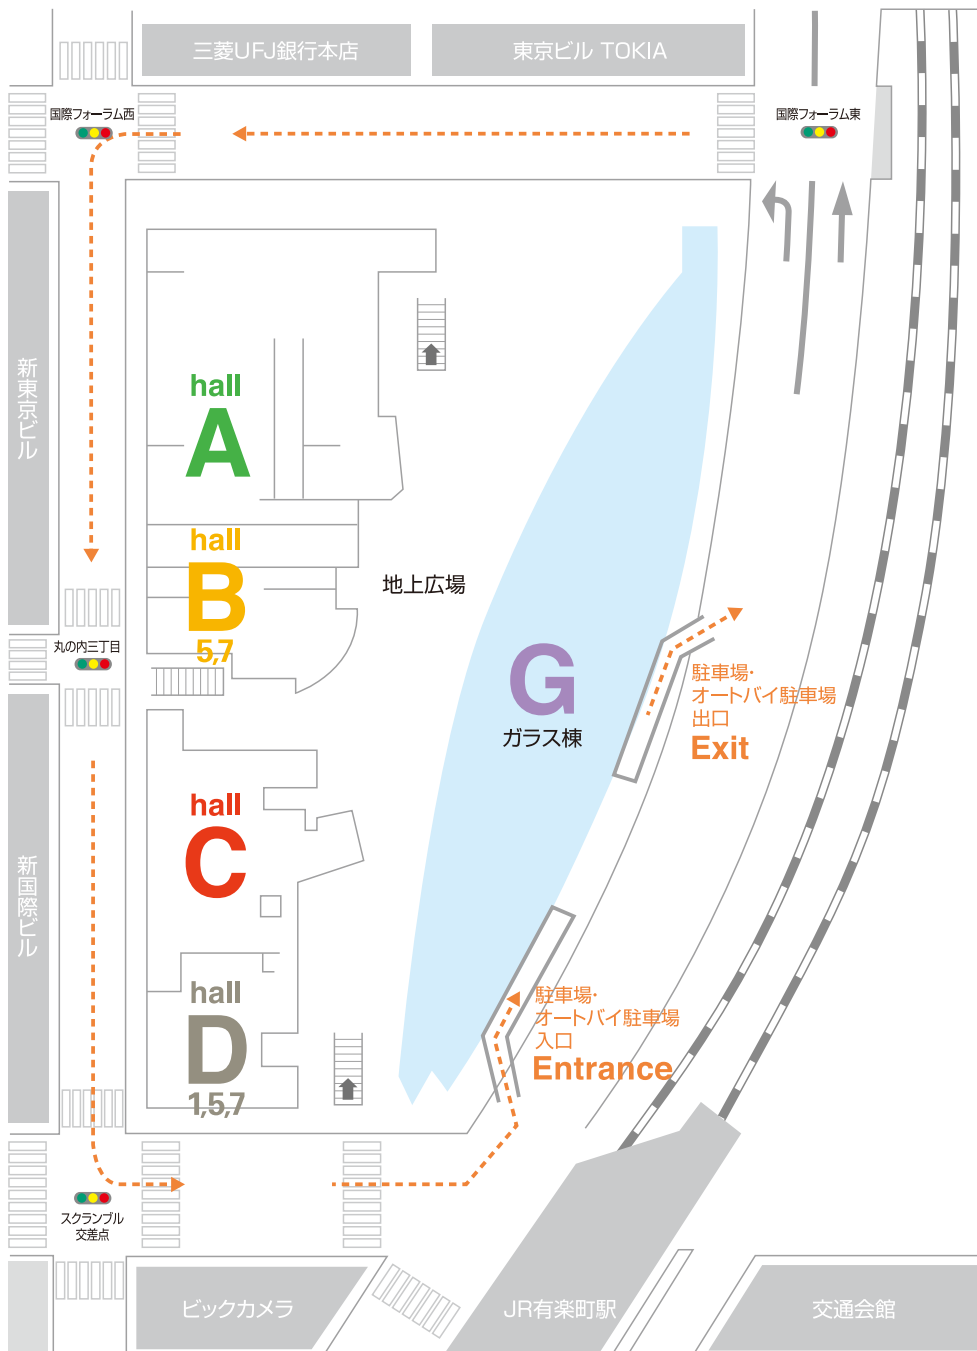 三菱UFJ銀行本店
東京ビル TOKIA
国際フォーラム西
国際フォーラム東
新東京ビル
hall
A
hall
B
5,7
地上広場
丸の内三丁目
G
ガラス棟
駐車場・
オートバイ駐車場
出口
Exit
hall
C
新国際ビル
hall
D
1,5,7
駐車場・
オートバイ駐車場
入口
Entrance
スクランブル
交差点
ビックカメラ
JR有楽町駅
交通会館